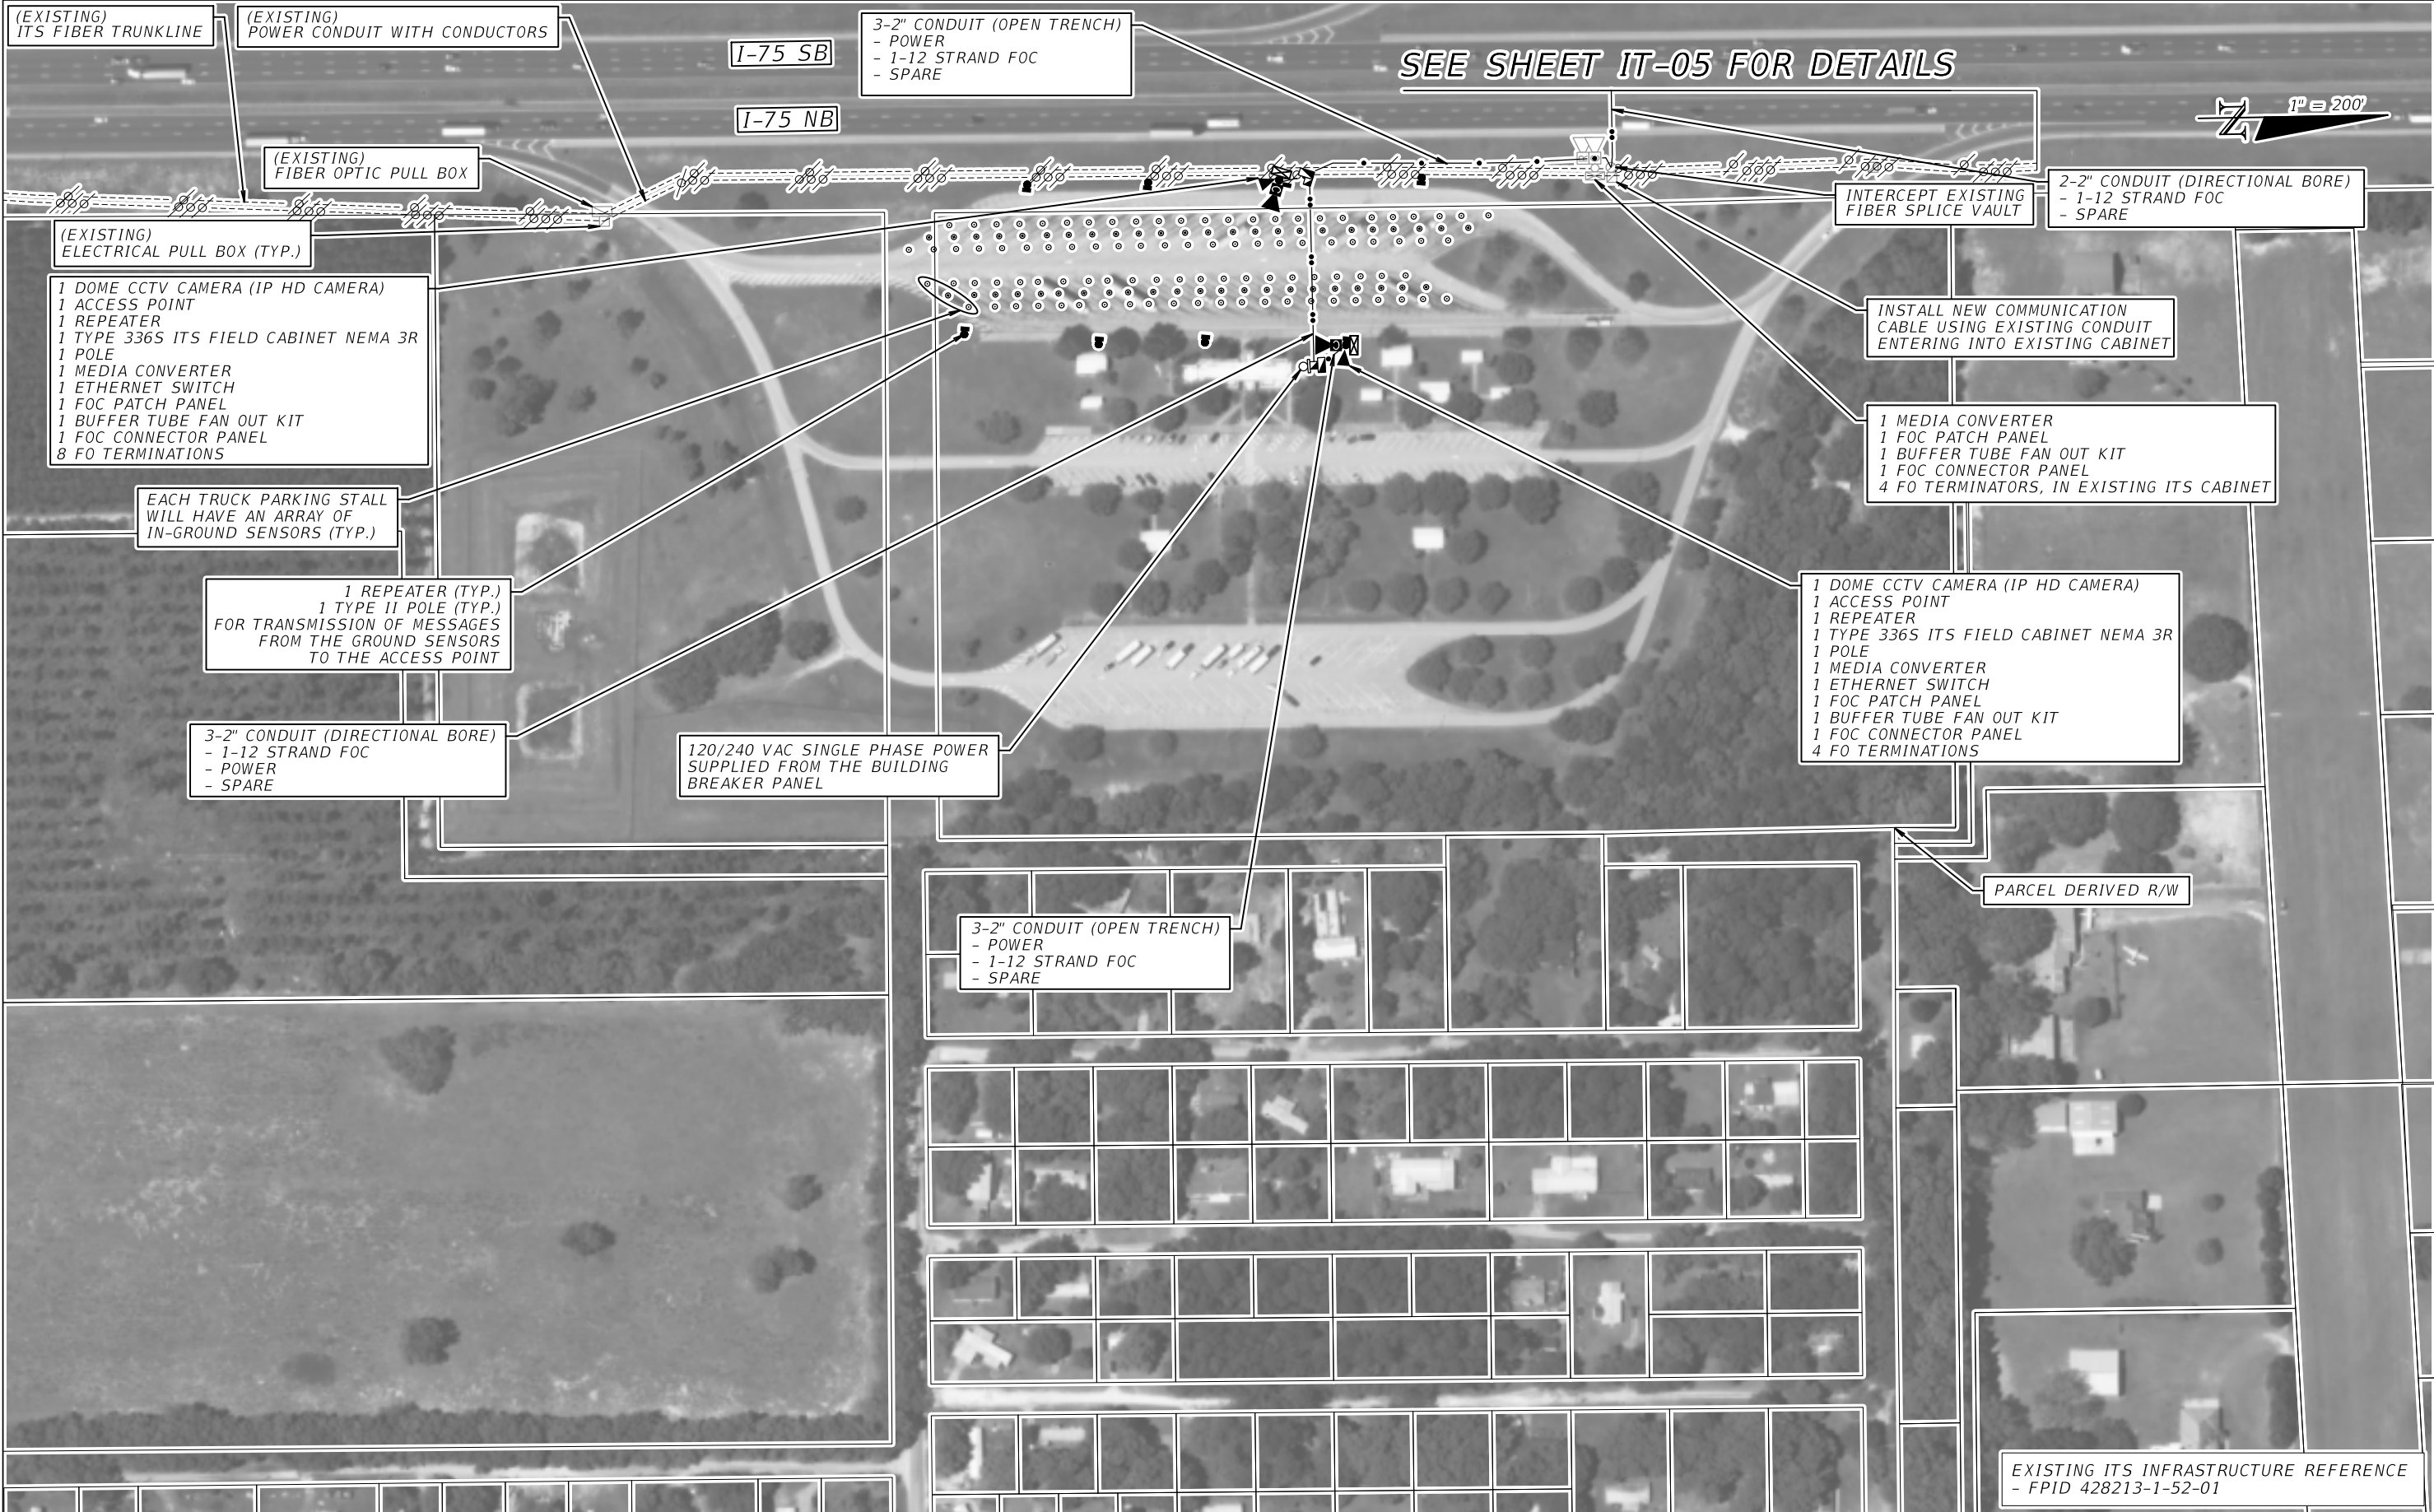 (EXISTING)
ITS FIBER TRUNKLINE
(EXISTING)
POWER CONDUIT WITH CONDUCTORS
I-75 SB
3-2" CONDUIT (OPEN TRENCH)
- POWER
- 1-12 STRAND FOC
- SPARE
SEE SHEET IT-05 FOR DETAILS
N
1" = 200'
I-75 NB
(EXISTING)
FIBER OPTIC PULL BOX
INTERCEPT EXISTING
FIBER SPLICE VAULT
2-2" CONDUIT (DIRECTIONAL BORE)
- 1-12 STRAND FOC
- SPARE
(EXISTING)
ELECTRICAL PULL BOX (TYP.)
1 DOME CCTV CAMERA (IP HD CAMERA)
1 ACCESS POINT
1 REPEATER
1 TYPE 336S ITS FIELD CABINET NEMA 3R
1 POLE
1 MEDIA CONVERTER
1 ETHERNET SWITCH
1 FOC PATCH PANEL
1 BUFFER TUBE FAN OUT KIT
1 FOC CONNECTOR PANEL
8 FO TERMINATIONS
INSTALL NEW COMMUNICATION
CABLE USING EXISTING CONDUIT
ENTERING INTO EXISTING CABINET
1 MEDIA CONVERTER
1 FOC PATCH PANEL
1 BUFFER TUBE FAN OUT KIT
1 FOC CONNECTOR PANEL
4 FO TERMINATORS, IN EXISTING ITS CABINET
EACH TRUCK PARKING STALL
WILL HAVE AN ARRAY OF
IN-GROUND SENSORS (TYP.)
1 REPEATER (TYP.)
1 TYPE II POLE (TYP.)
FOR TRANSMISSION OF MESSAGES
FROM THE GROUND SENSORS
TO THE ACCESS POINT
1 DOME CCTV CAMERA (IP HD CAMERA)
1 ACCESS POINT
1 REPEATER
1 TYPE 336S ITS FIELD CABINET NEMA 3R
1 POLE
1 MEDIA CONVERTER
1 ETHERNET SWITCH
1 FOC PATCH PANEL
1 BUFFER TUBE FAN OUT KIT
1 FOC CONNECTOR PANEL
4 FO TERMINATIONS
3-2" CONDUIT (DIRECTIONAL BORE)
- 1-12 STRAND FOC
- POWER
- SPARE
120/240 VAC SINGLE PHASE POWER
SUPPLIED FROM THE BUILDING
BREAKER PANEL
PARCEL DERIVED R/W
3-2" CONDUIT (OPEN TRENCH)
- POWER
- 1-12 STRAND FOC
- SPARE
EXISTING ITS INFRASTRUCTURE REFERENCE
- FPID 428213-1-52-01